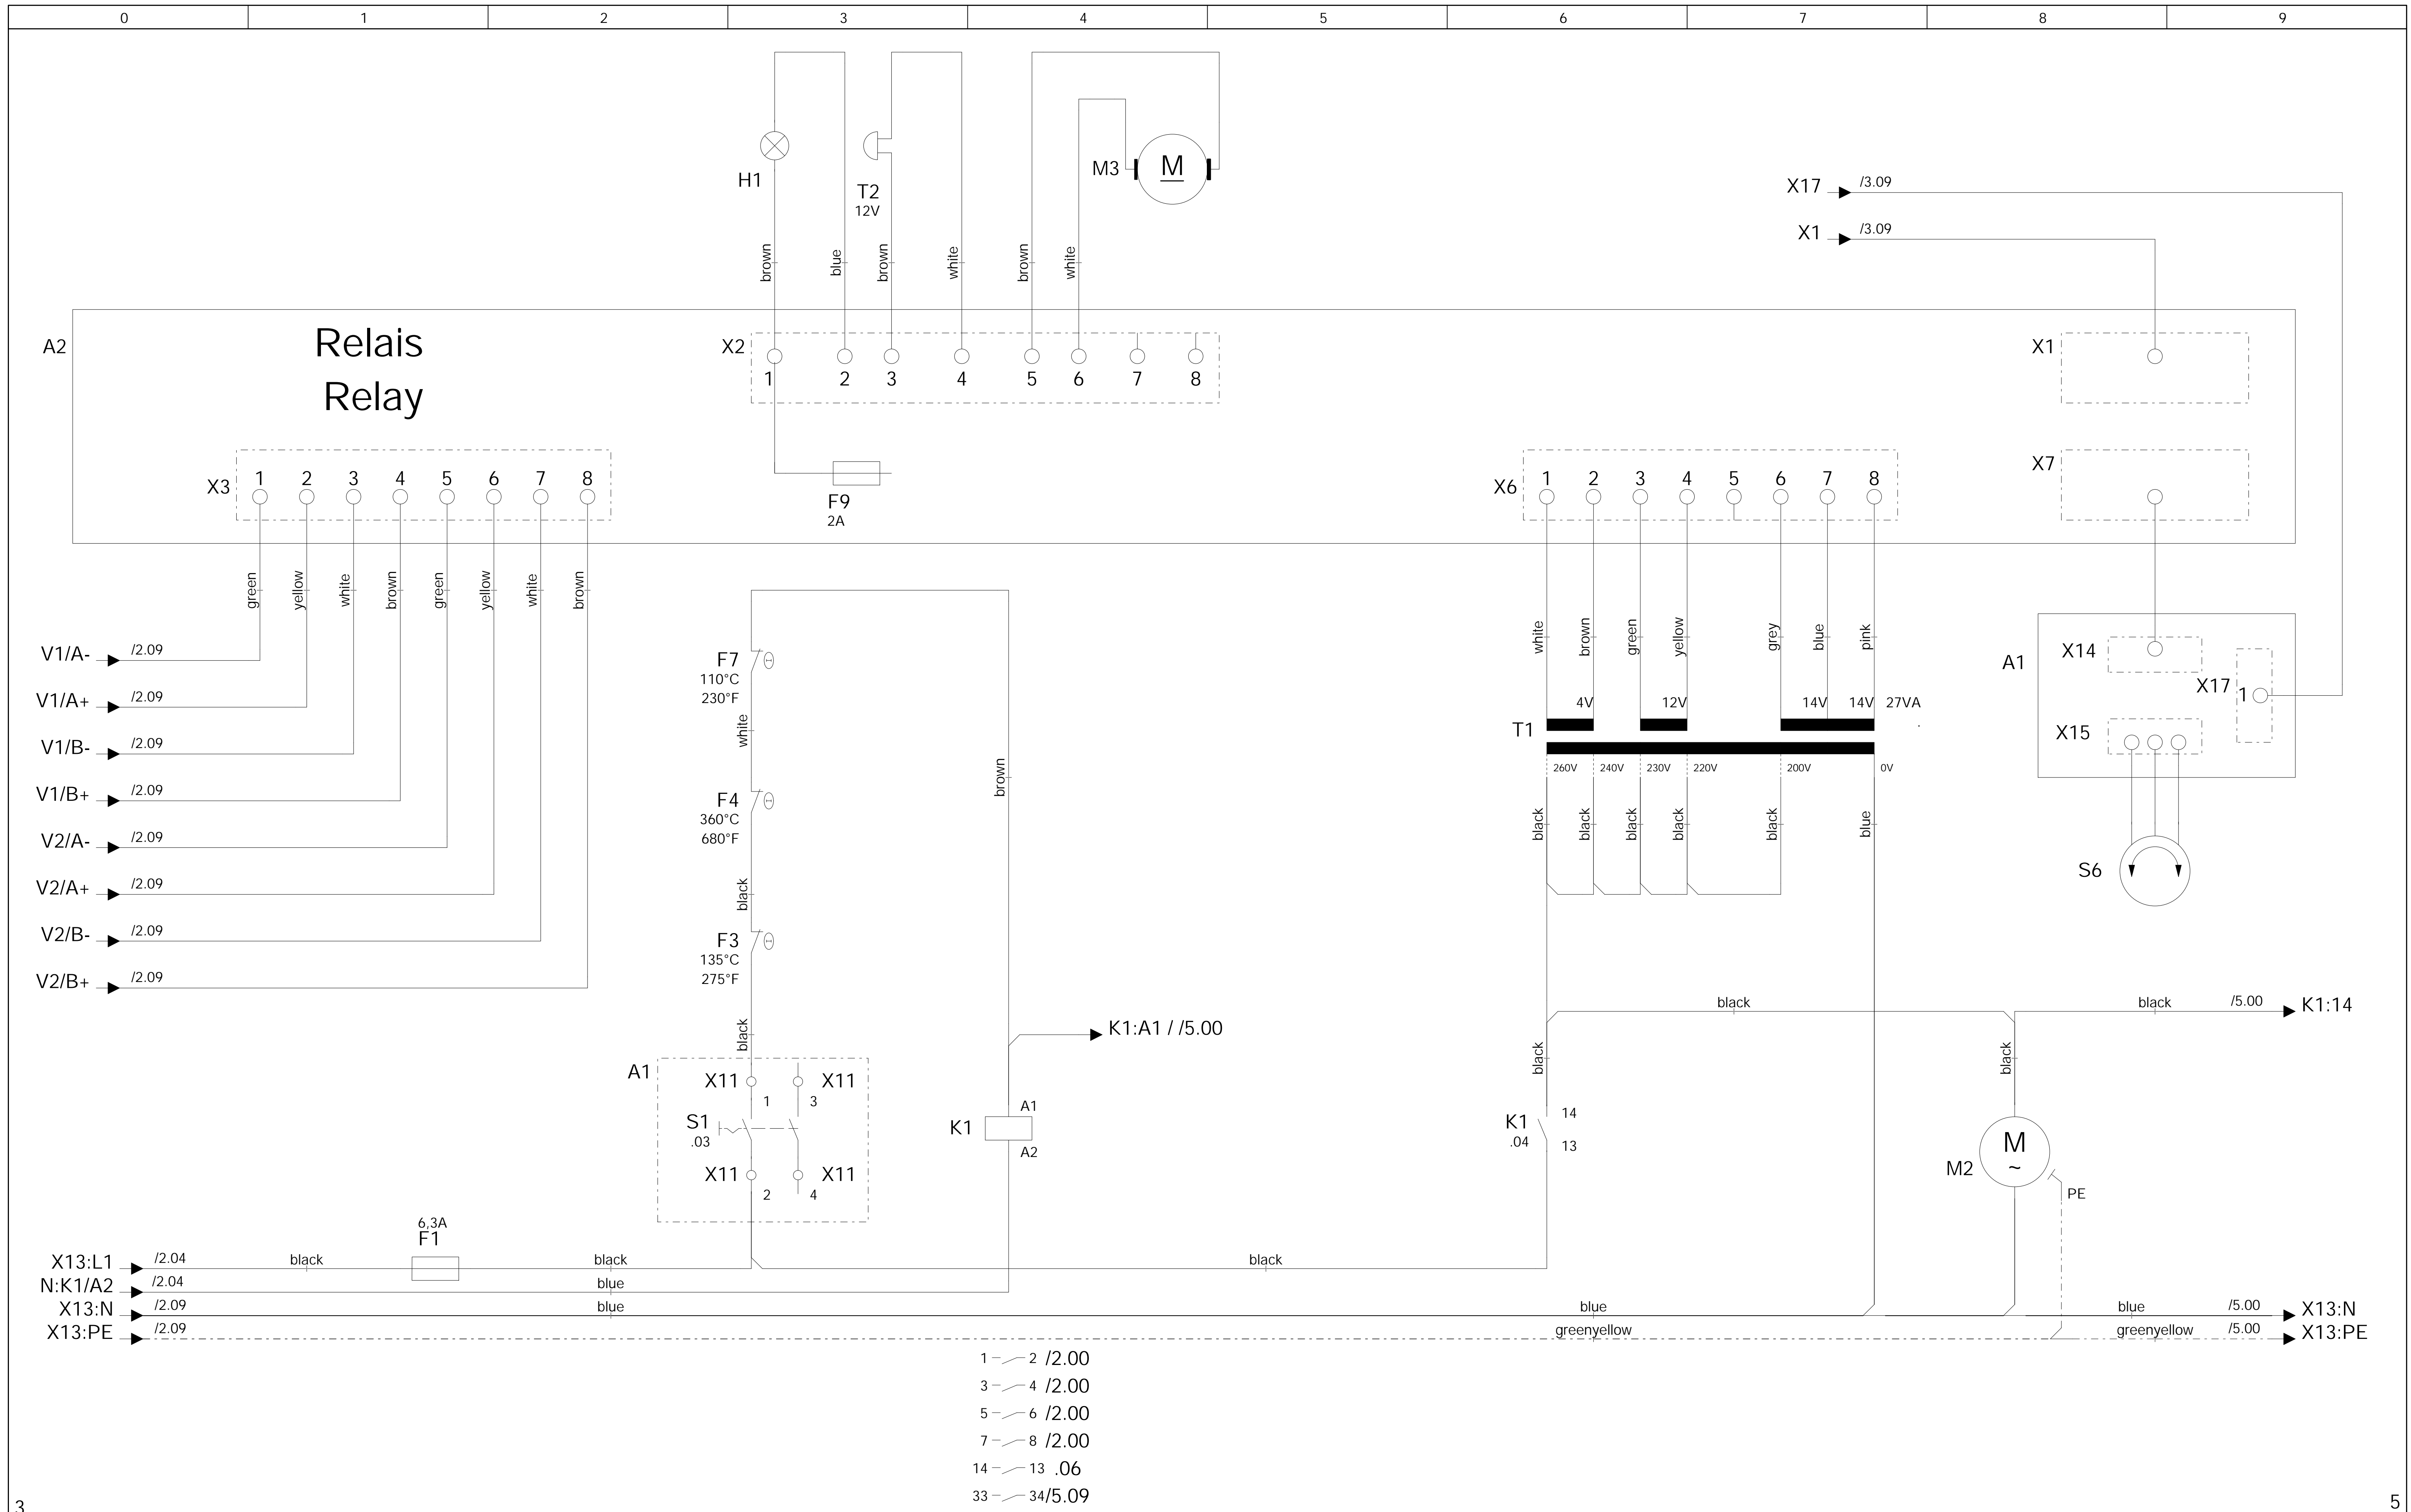 0 1 2 3 4 5 6 7 8 9
H1
T2
12V
M3
M
X17 /3.09
X1 /3.09
brown
blue
brown
white
brown
white
A2
Relais
Relay
X2
1 2 3 4 5 6 7 8
X1
X7
F9
2A
X3
1 2 3 4 5 6 7 8
X6
1 2 3 4 5 6 7 8
green
yellow
white
brown
green
yellow
white
brown
V1/A- /2.09
V1/A+ /2.09
V1/B- /2.09
V1/B+ /2.09
V2/A- /2.09
V2/A+ /2.09
V2/B- /2.09
V2/B+ /2.09
F7
110°C
230°F
white
F4
360°C
680°F
black
F3
135°C
275°F
black
brown
white
brown
green
yellow
grey
blue
pink
4V 12V 14V 14V 27VA
T1
260V 240V 230V 220V 200V 0V
black
black
black
black
black
blue
A1
X14
X17 1
X15
S6
K1:A1 / /5.00
A1
X11 X11
1 3
S1
.03
X11 X11
2 4
K1
A1
A2
black
black
K1
.04
14
13
black
black /5.00 K1:14
M
~
M2
PE
X13:L1 /2.04 black
6,3A
F1
black
black
N:K1/A2 /2.04 blue
X13:N /2.09 blue blue blue /5.00 X13:N
X13:PE /2.09 greenyellow greenyellow /5.00 X13:PE
1 2 /2.00
3 4 /2.00
5 6 /2.00
7 8 /2.00
14 13 .06
33 34/5.09
3
5